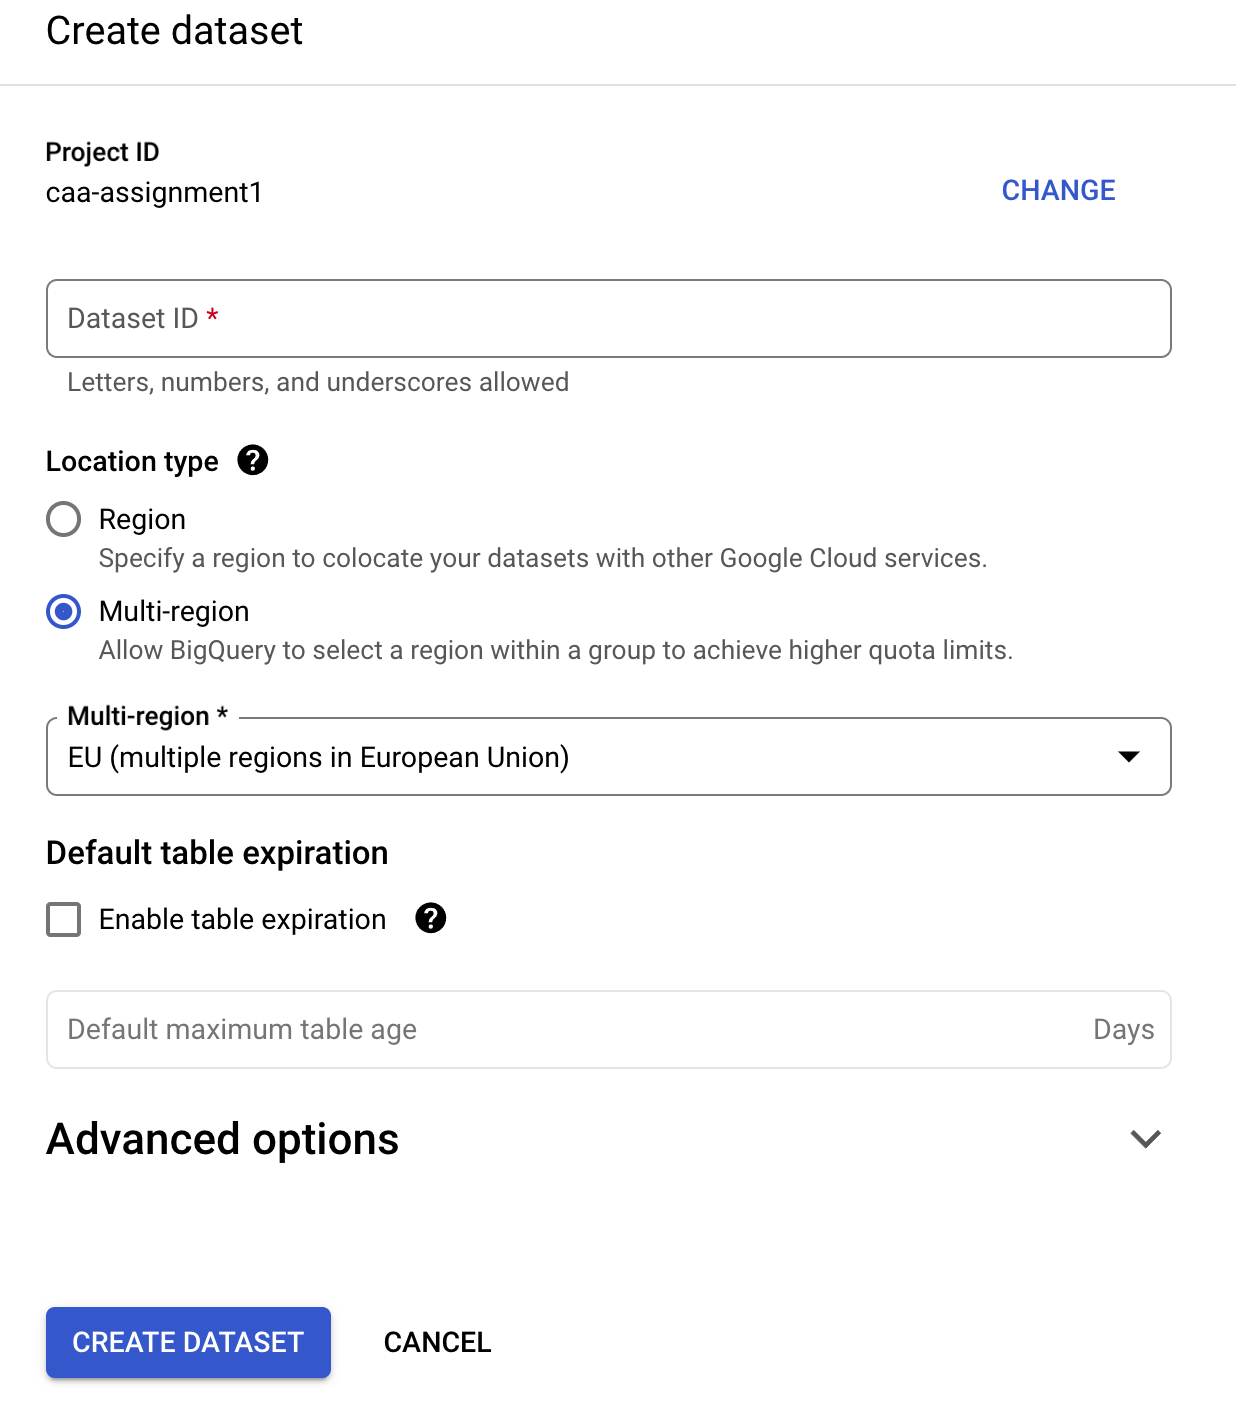 Create dataset
Project ID
caa-assignment1
CHANGE
Dataset ID *
Letters, numbers, and underscores allowed
Location type ?
Region
Specify a region to colocate your datasets with other Google Cloud services.
Multi-region
Allow BigQuery to select a region within a group to achieve higher quota limits.
Multi-region *
EU (multiple regions in European Union)
Default table expiration
Enable table expiration ?
Default maximum table age Days
Advanced options
CREATE DATASET CANCEL